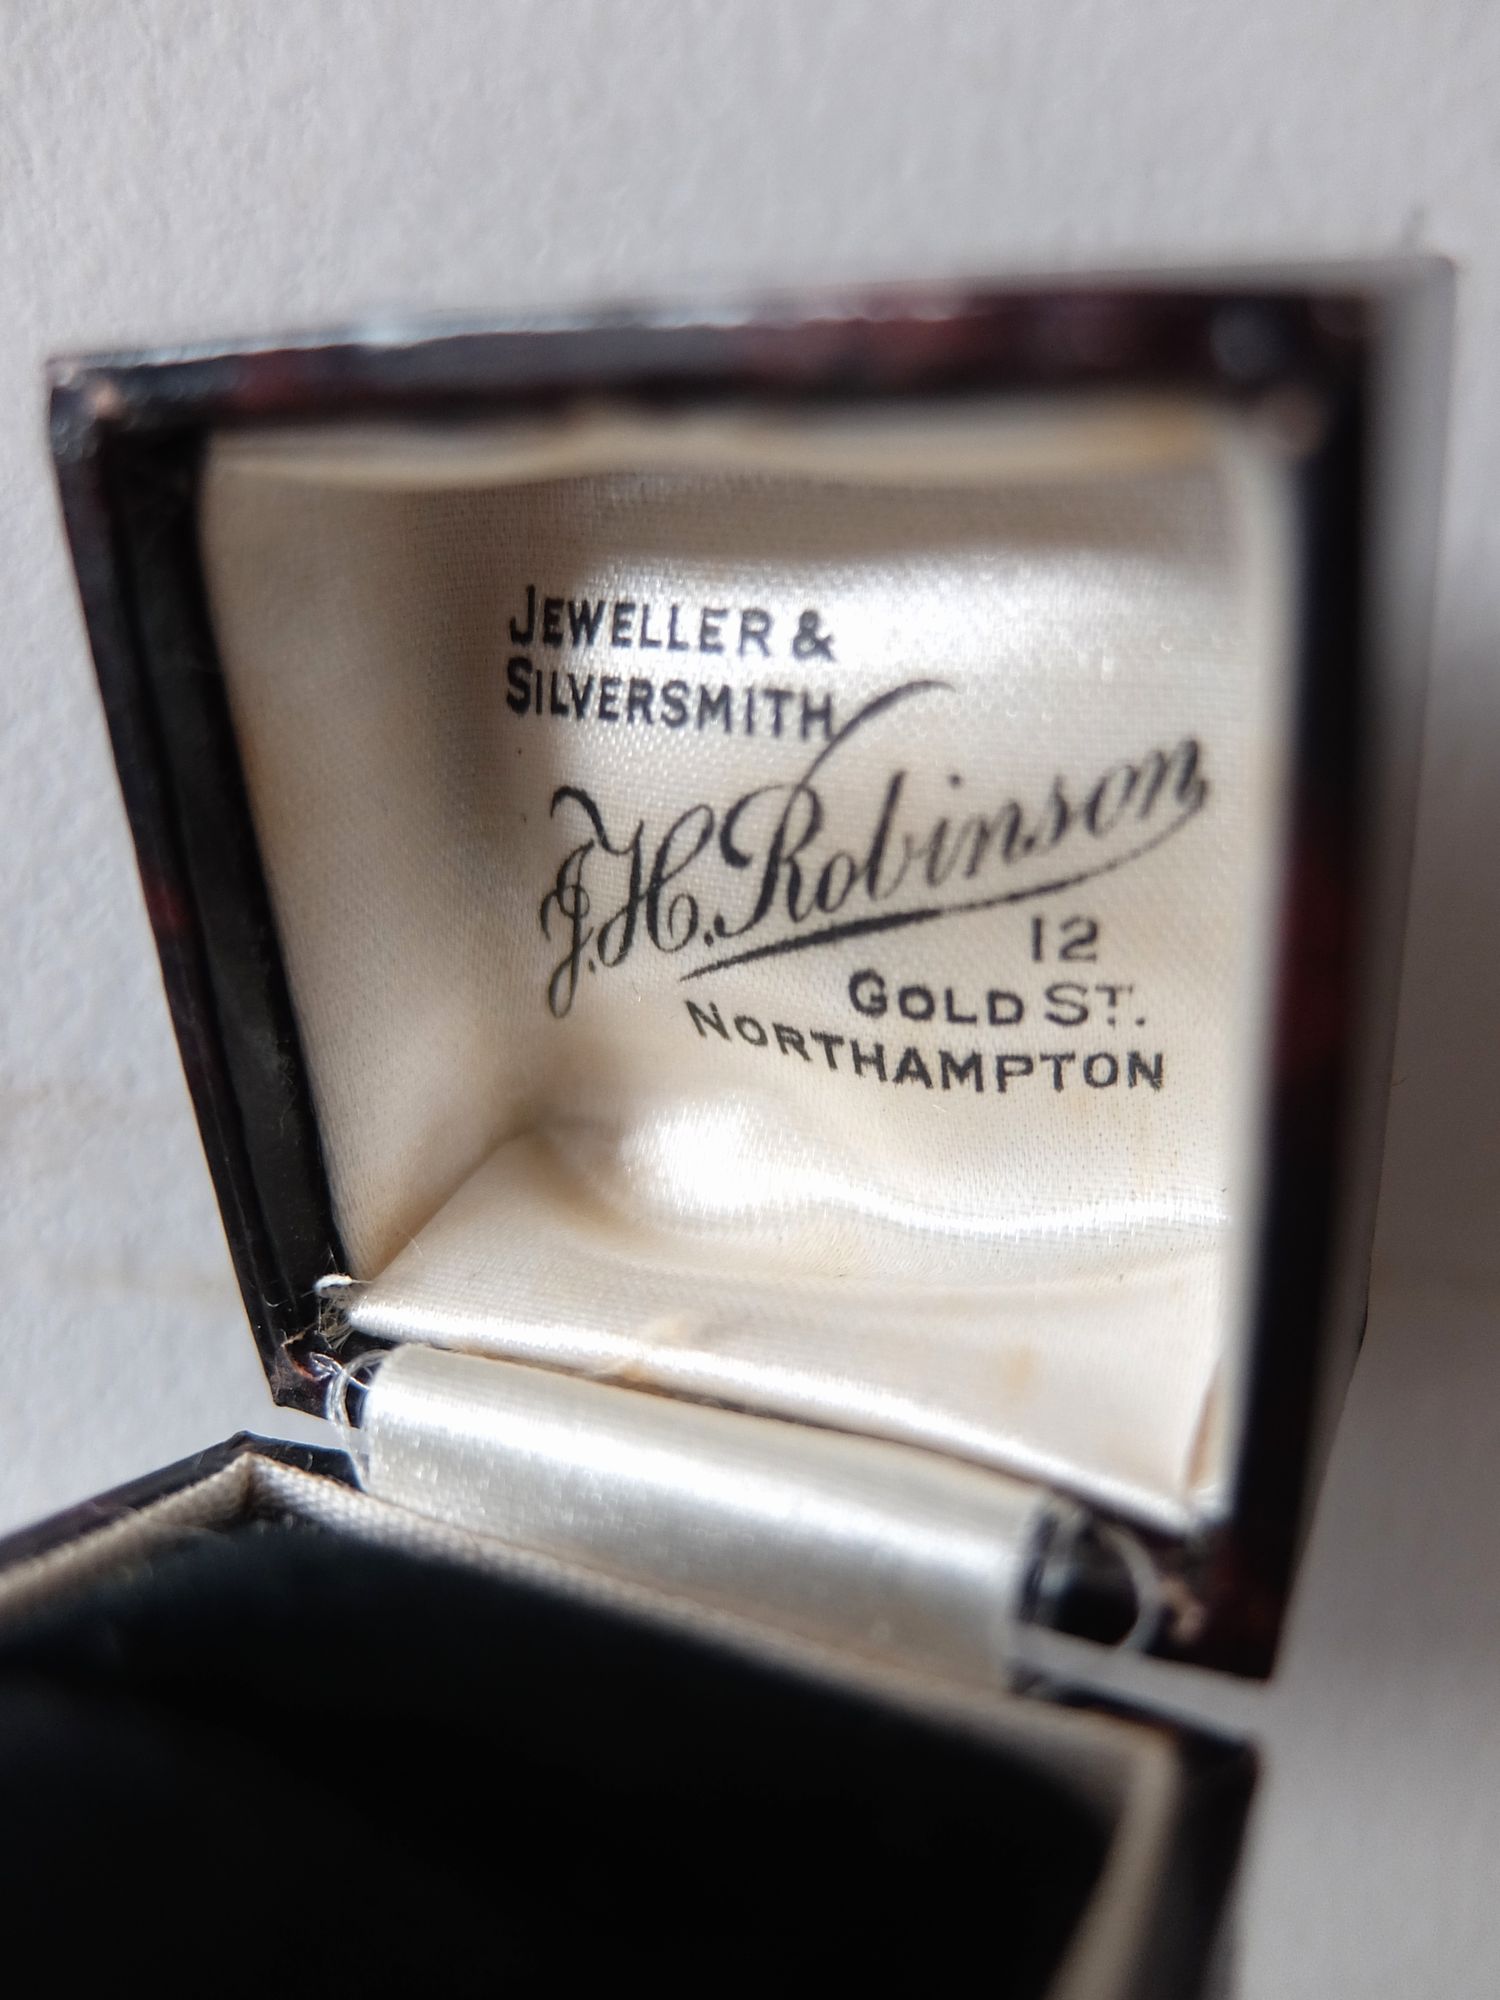 JEWELLER &
SILVERSMITH
J.H. Robinson
12
GOLD ST.
NORTHAMPTON